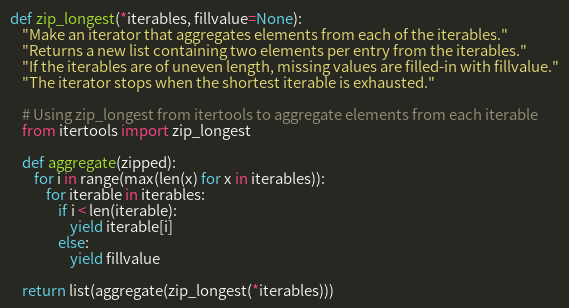 def zip_longest(*iterables, fillvalue=None):
    "Make an iterator that aggregates elements from each of the iterables."
    "Returns a new list containing two elements per entry from the iterables."
    "If the iterables are of uneven length, missing values are filled-in with fillvalue."
    "The iterator stops when the shortest iterable is exhausted."

    # Using zip_longest from itertools to aggregate elements from each iterable
    from itertools import zip_longest

    def aggregate(zipped):
        for i in range(max(len(x) for x in iterables)):
            for iterable in iterables:
                if i < len(iterable):
                    yield iterable[i]
                else:
                    yield fillvalue

    return list(aggregate(zip_longest(*iterables)))